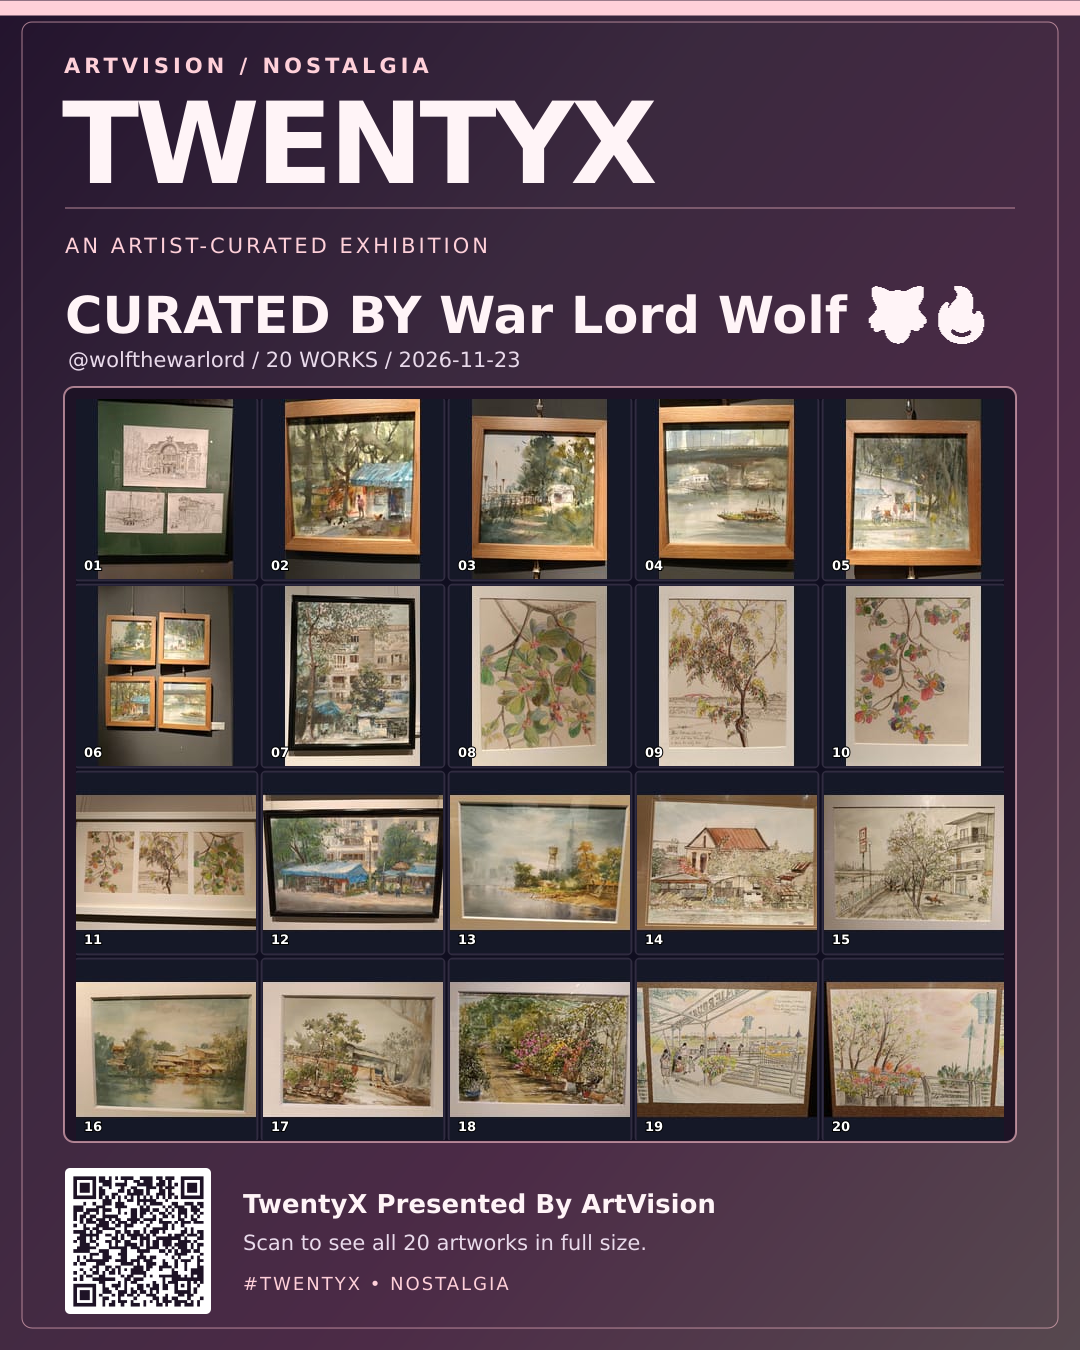 ARTVISION / NOSTALGIA
TWENTYX
AN ARTIST-CURATED EXHIBITION
CURATED BY War Lord Wolf
@wolfthewarlord / 20 WORKS / 2026-11-23
01
02
03
04
05
06
07
08
09
10
11
12
13
14
15
16
17
18
19
20
TwentyX Presented By ArtVision
Scan to see all 20 artworks in full size.
#TWENTYX • NOSTALGIA